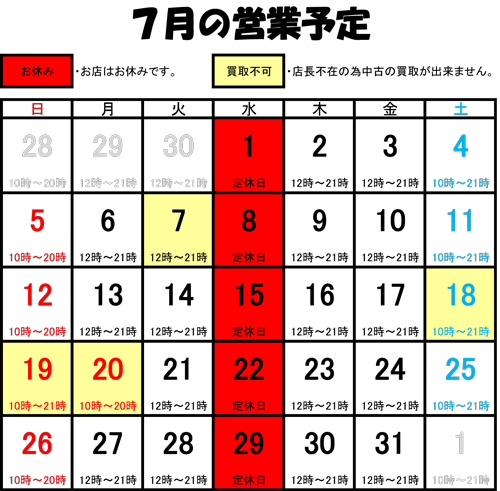 ７月の営業予定
お休み ・お店はお休みです。 買取不可 ・店長不在の為中古の買取が出来ません。
日 月 火 水 木 金 土
28 29 30 1 2 3 4
10時～20時 12時～21時 12時～21時 定休日 12時～21時 12時～21時 10時～21時
5 6 7 8 9 10 11
10時～20時 12時～21時 12時～21時 定休日 12時～21時 12時～21時 10時～21時
12 13 14 15 16 17 18
10時～20時 12時～21時 12時～21時 定休日 12時～21時 12時～21時 10時～21時
19 20 21 22 23 24 25
10時～21時 10時～20時 12時～21時 定休日 12時～21時 12時～21時 10時～21時
26 27 28 29 30 31 1
10時～20時 12時～21時 12時～21時 定休日 12時～21時 12時～21時 10時～21時